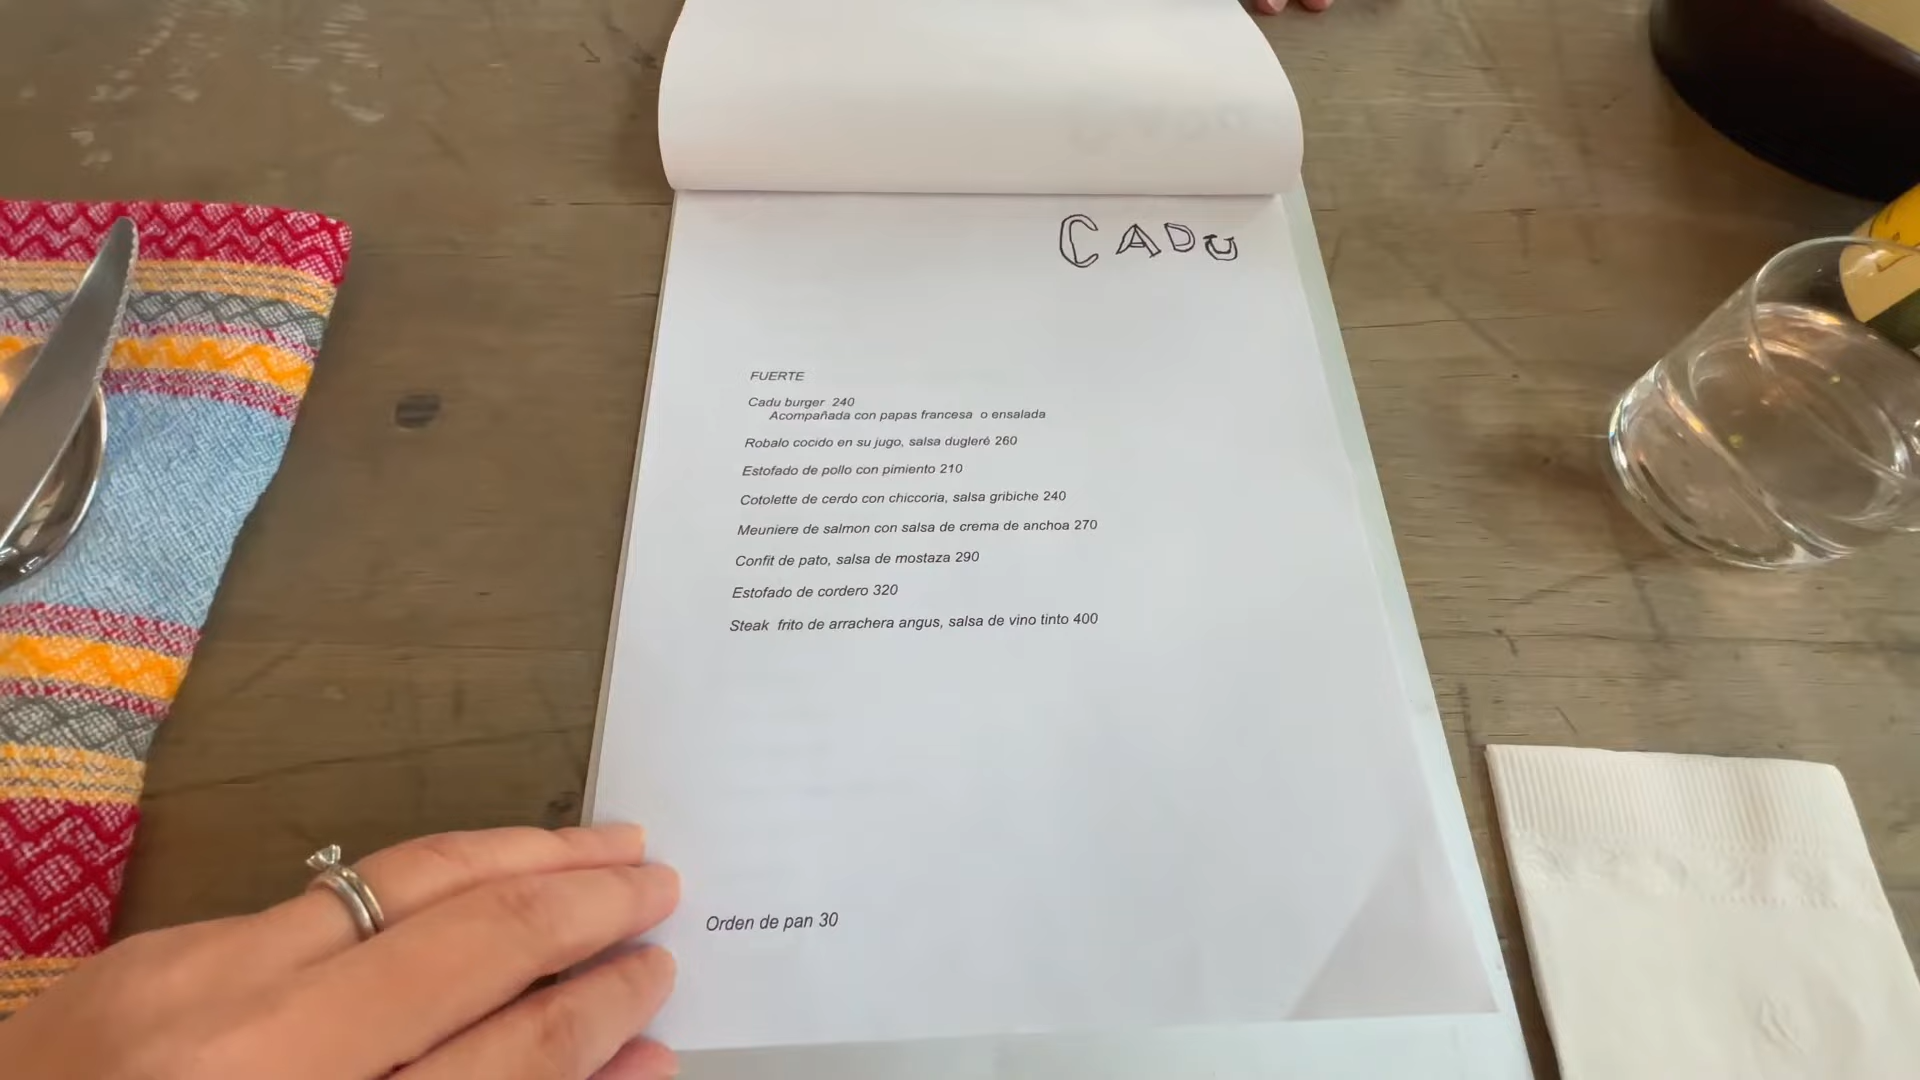 CADU
FUERTE
Cadu burger 240
Acompañada con papas francesa o ensalada
Robalo cocido en su jugo, salsa dugleré 260
Estofado de pollo con pimiento 210
Cotolette de cerdo con chiccoria, salsa gribiche 240
Meuniere de salmon con salsa de crema de anchoa 270
Confit de pato, salsa de mostaza 290
Estofado de cordero 320
Steak frito de arrachera angus, salsa de vino tinto 400
Orden de pan 30